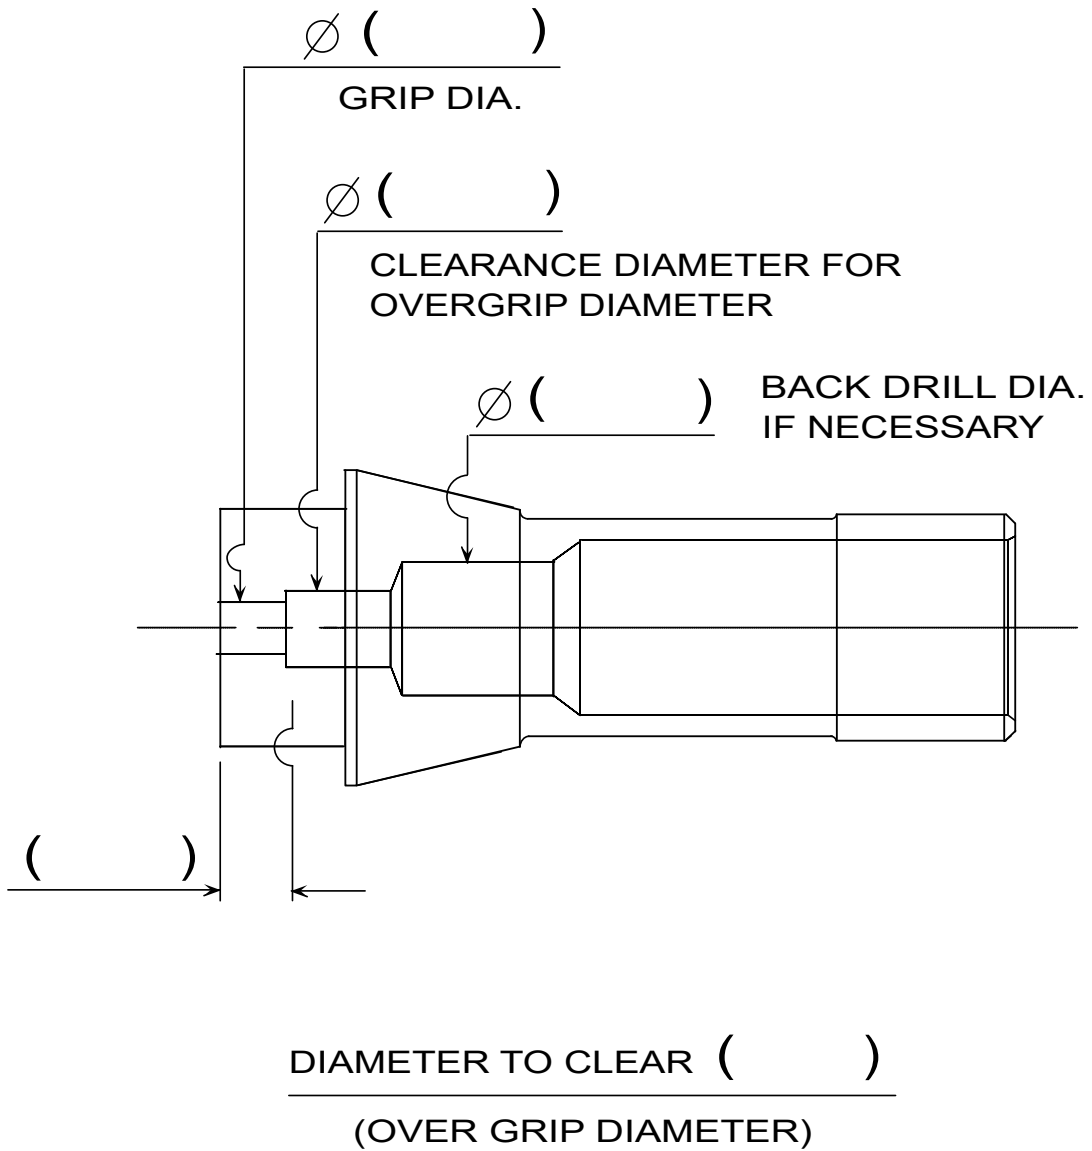 Ø (          )
GRIP DIA.
Ø (          )
CLEARANCE DIAMETER FOR
OVERGRIP DIAMETER
Ø (          )
BACK DRILL DIA.
IF NECESSARY
(          )
DIAMETER TO CLEAR (          )
(OVER GRIP DIAMETER)